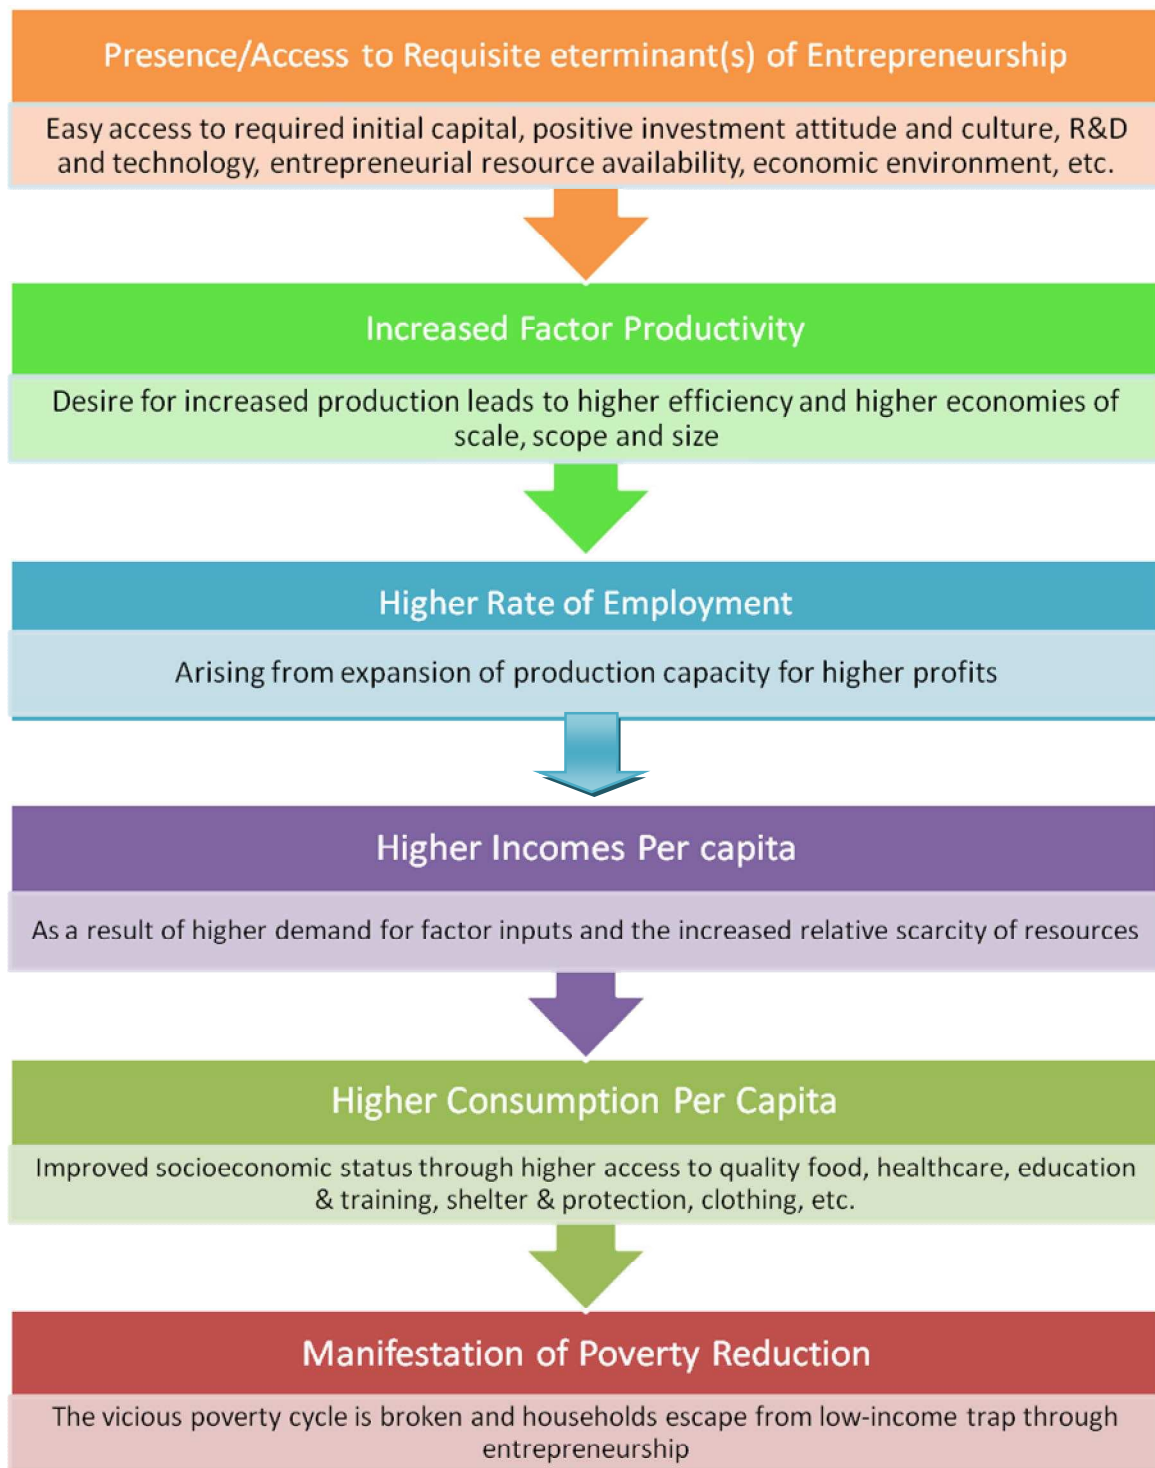 Presence/Access to Requisite eterminant(s) of Entrepreneurship
Easy access to required initial capital, positive investment attitude and culture, R&D
and technology, entrepreneurial resource availability, economic environment, etc.
Increased Factor Productivity
Desire for increased production leads to higher efficiency and higher economies of
scale, scope and size
Higher Rate of Employment
Arising from expansion of production capacity for higher profits
Higher Incomes Per capita
As a result of higher demand for factor inputs and the increased relative scarcity of resources
Higher Consumption Per Capita
Improved socioeconomic status through higher access to quality food, healthcare, education
& training, shelter & protection, clothing, etc.
Manifestation of Poverty Reduction
The vicious poverty cycle is broken and households escape from low-income trap through
entrepreneurship